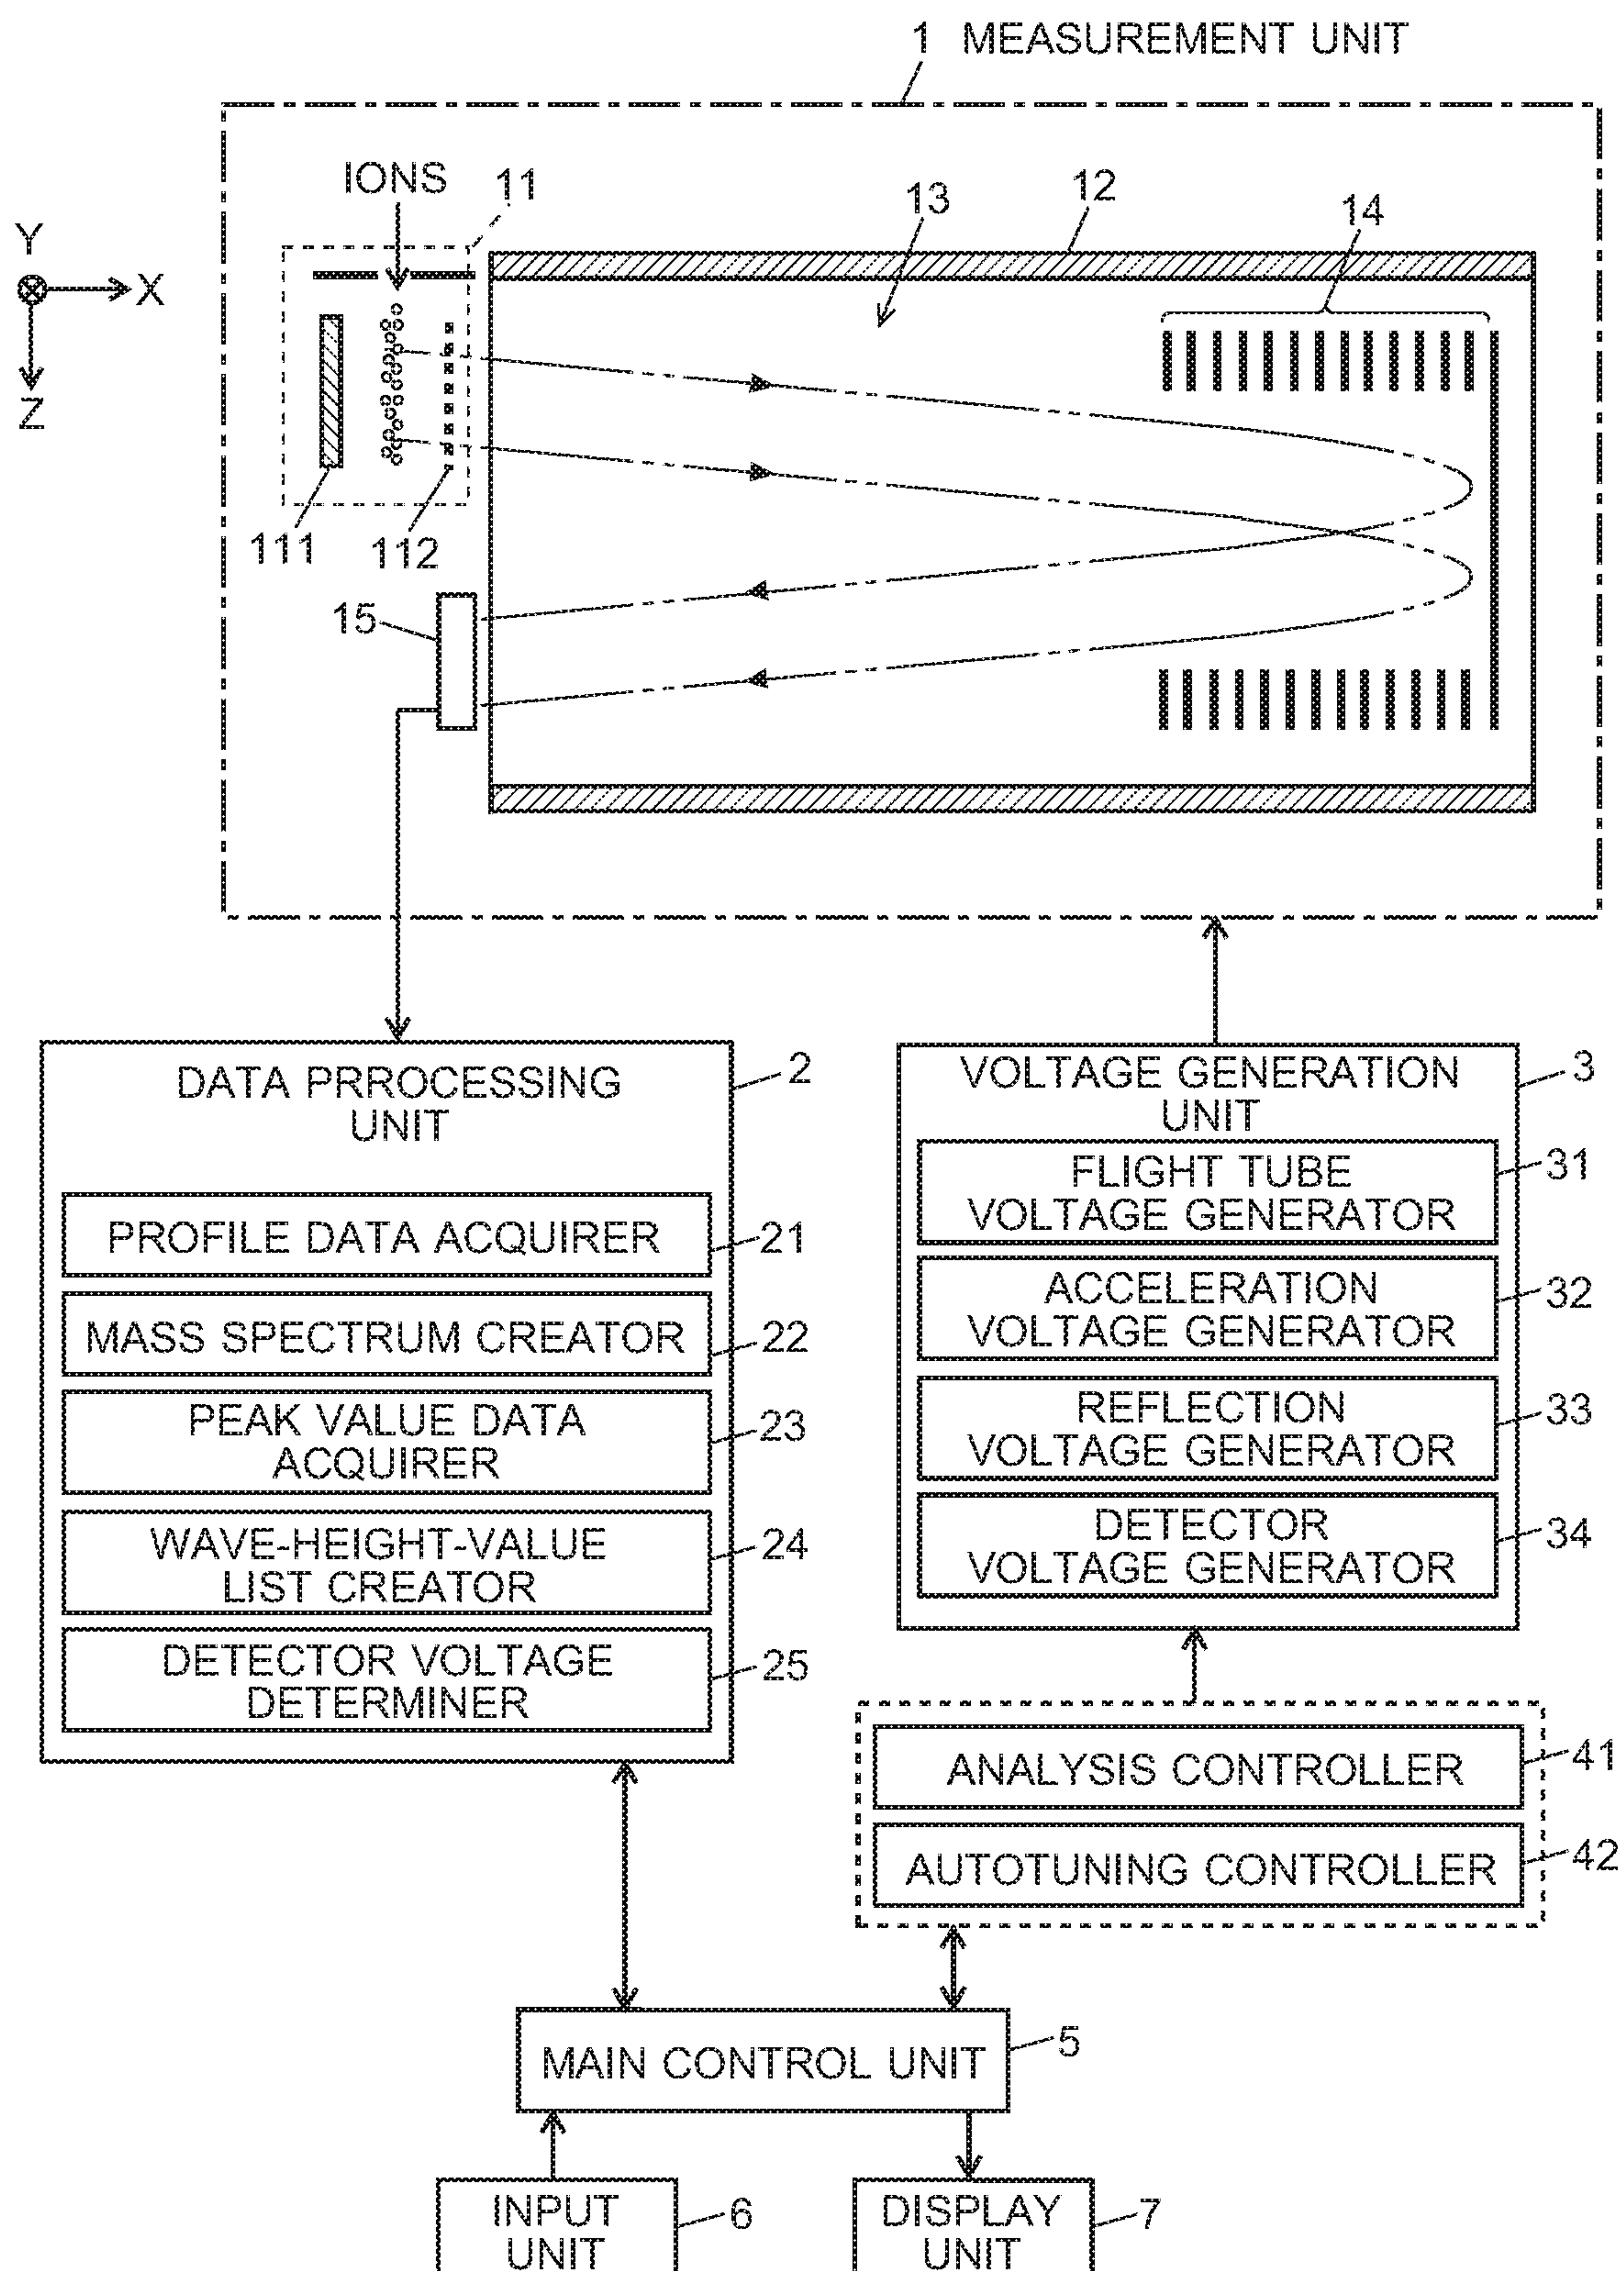 1 MEASUREMENT UNIT
IONS
11
13
12
14
Y
X
Z
111
112
15
DATA PRROCESSING
UNIT
2
PROFILE DATA ACQUIRER
21
MASS SPECTRUM CREATOR
22
PEAK VALUE DATA
ACQUIRER
23
WAVE-HEIGHT-VALUE
LIST CREATOR
24
DETECTOR VOLTAGE
DETERMINER
25
VOLTAGE GENERATION
UNIT
3
FLIGHT TUBE
VOLTAGE GENERATOR
31
ACCELERATION
VOLTAGE GENERATOR
32
REFLECTION
VOLTAGE GENERATOR
33
DETECTOR
VOLTAGE GENERATOR
34
ANALYSIS CONTROLLER
41
AUTOTUNING CONTROLLER
42
MAIN CONTROL UNIT
5
INPUT
UNIT
6
DISPLAY
UNIT
7